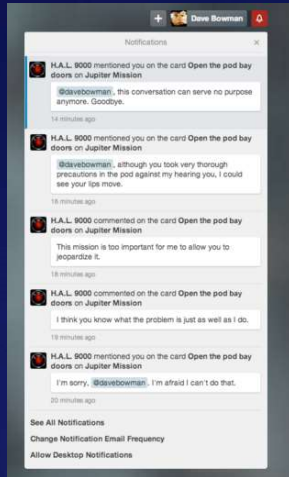 Dave Bowman
Notifications
H.A.L. 9000 mentioned you on the card Open the pod bay
doors on Jupiter Mission
@davebowman, this conversation can serve no purpose
anymore. Goodbye.
14 minutes ago
H.A.L. 9000 mentioned you on the card Open the pod bay
doors on Jupiter Mission
@davebowman, although you took very thorough
precautions in the pod against my hearing you, I could
see your lips move.
16 minutes ago
H.A.L. 9000 commented on the card Open the pod bay
doors on Jupiter Mission
This mission is too important for me to allow you to
jeopardize it.
18 minutes ago
H.A.L. 9000 commented on the card Open the pod bay
doors on Jupiter Mission
I think you know what the problem is just as well as I do.
19 minutes ago
H.A.L. 9000 mentioned you on the card Open the pod bay
doors on Jupiter Mission
I'm sorry, @davebowman. I'm afraid I can't do that.
20 minutes ago
See All Notifications
Change Notification Email Frequency
Allow Desktop Notifications